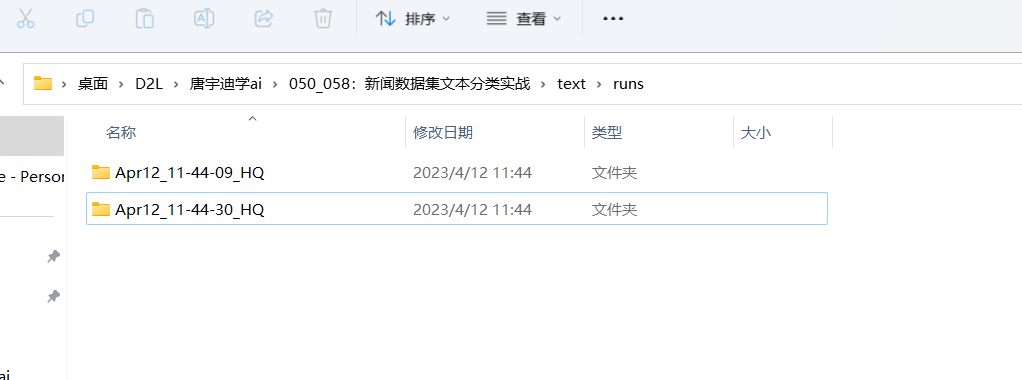 排序 查看
桌面 D2L 唐宇迪学ai 050_058：新闻数据集文本分类实战 text runs
名称 修改日期 类型 大小
Apr12_11-44-09_HQ 2023/4/12 11:44 文件夹
e - Person
Apr12_11-44-30_HQ 2023/4/12 11:44 文件夹
ai